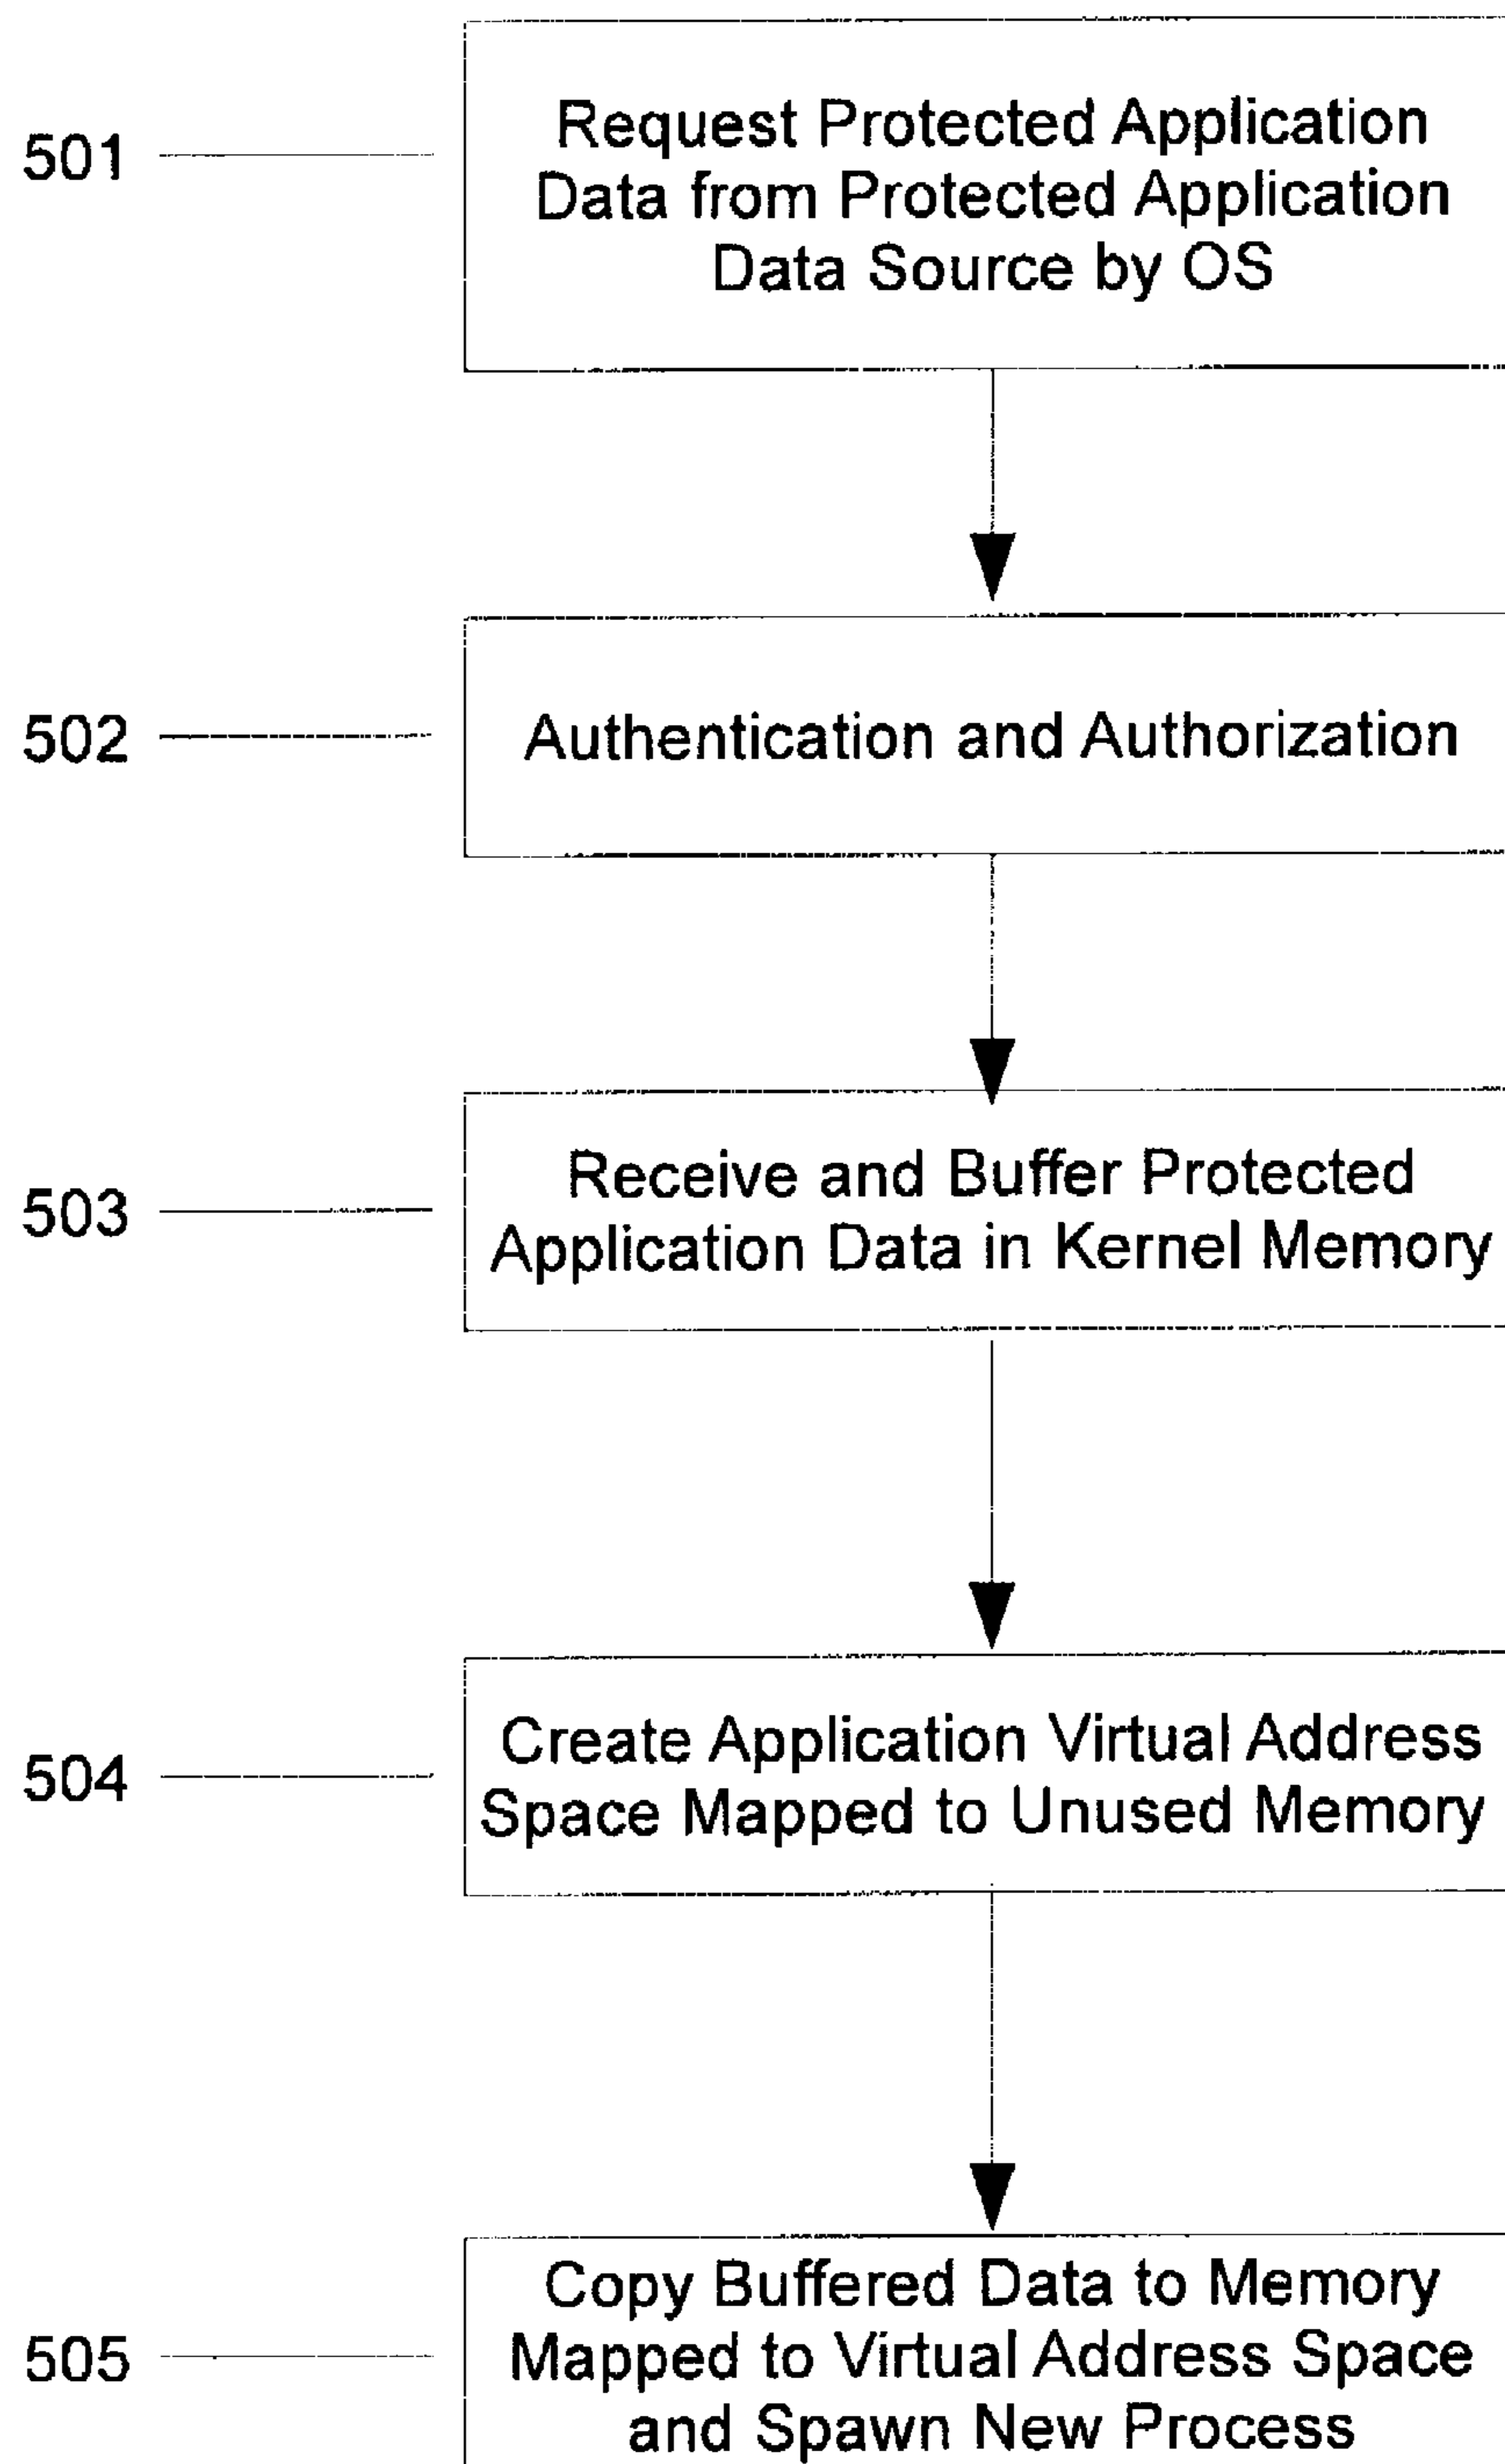 501
Request Protected Application
Data from Protected Application
Data Source by OS
502
Authentication and Authorization
503
Receive and Buffer Protected
Application Data in Kernel Memory
504
Create Application Virtual Address
Space Mapped to Unused Memory
505
Copy Buffered Data to Memory
Mapped to Virtual Address Space
and Spawn New Process